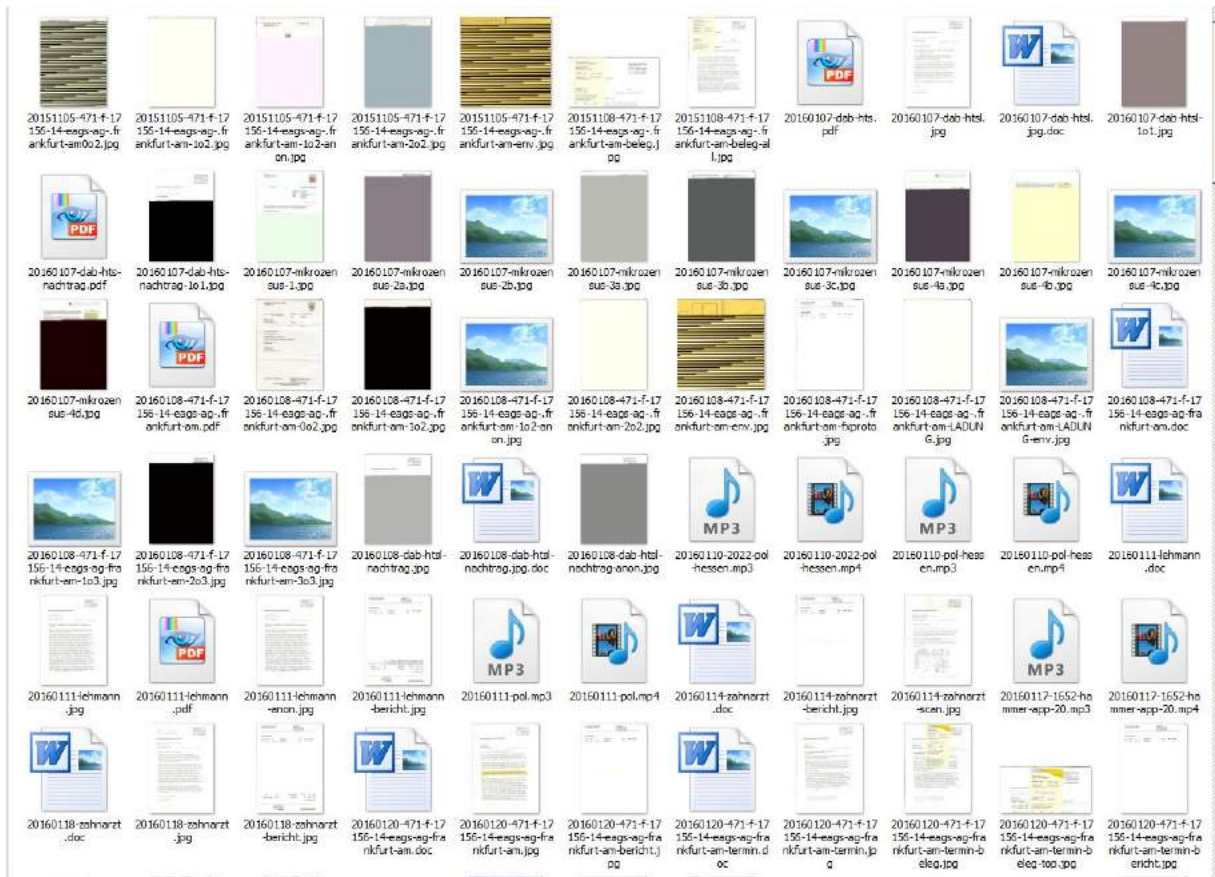 20151105-471-f-17
156-14-eags-ag-.fr
ankfurt-am0o2.jpg
20151105-471-f-17
156-14-eags-ag-.fr
ankfurt-am-1o2.jpg
20151105-471-f-17
156-14-eags-ag-.fr
ankfurt-am-1o2-an
on.jpg
20151105-471-f-17
156-14-eags-ag-.fr
ankfurt-am-2o2.jpg
20151105-471-f-17
156-14-eags-ag-.fr
ankfurt-am-env.jpg
20151108-471-f-17
156-14-eags-ag-.fr
ankfurt-am-beleg.j
pg
20151108-471-f-17
156-14-eags-ag-.fr
ankfurt-am-beleg-al
l.jpg
PDF
20160107-dab-hts.
pdf
20160107-dab-htsl.
jpg
W
20160107-dab-htsl.
jpg.doc
20160107-dab-htsl-
1o1.jpg
PDF
20160107-dab-hts-
nachtrag.pdf
20160107-dab-hts-
nachtrag-1o1.jpg
20160107-mikrozen
sus-1.jpg
20160107-mikrozen
sus-2a.jpg
20160107-mikrozen
sus-2b.jpg
20160107-mikrozen
sus-3a.jpg
20160107-mikrozen
sus-3b.jpg
20160107-mikrozen
sus-3c.jpg
20160107-mikrozen
sus-4a.jpg
20160107-mikrozen
sus-4b.jpg
20160107-mikrozen
sus-4c.jpg
20160107-mikrozen
sus-4d.jpg
PDF
20160108-471-f-17
156-14-eags-ag-.fr
ankfurt-am.pdf
20160108-471-f-17
156-14-eags-ag-.fr
ankfurt-am-0o2.jpg
20160108-471-f-17
156-14-eags-ag-.fr
ankfurt-am-1o2.jpg
20160108-471-f-17
156-14-eags-ag-.fr
ankfurt-am-1o2-an
on.jpg
20160108-471-f-17
156-14-eags-ag-.fr
ankfurt-am-2o2.jpg
20160108-471-f-17
156-14-eags-ag-.fr
ankfurt-am-env.jpg
20160108-471-f-17
156-14-eags-ag-.fr
ankfurt-am-fxproto
.jpg
20160108-471-f-17
156-14-eags-ag-.fr
ankfurt-am-LADUN
G.jpg
20160108-471-f-17
156-14-eags-ag-.fr
ankfurt-am-LADUN
G-env.jpg
W
20160108-471-f-17
156-14-eags-ag-fra
nkfurt-am.doc
20160108-471-f-17
156-14-eags-ag-fra
nkfurt-am-1o3.jpg
20160108-471-f-17
156-14-eags-ag-fra
nkfurt-am-2o3.jpg
20160108-471-f-17
156-14-eags-ag-fra
nkfurt-am-3o3.jpg
20160108-dab-htsl-
nachtrag.jpg
W
20160108-dab-htsl-
nachtrag.jpg.doc
20160108-dab-htsl-
nachtrag-anon.jpg
MP3
20160110-2022-pol
-hessen.mp3
20160110-2022-pol
-hessen.mp4
MP3
20160110-pol-hess
en.mp3
20160110-pol-hess
en.mp4
W
20160111-lehmann
.doc
20160111-lehmann
.jpg
PDF
20160111-lehmann
.pdf
20160111-lehmann
-anon.jpg
20160111-lehmann
-bericht.jpg
MP3
20160111-pol.mp3
20160111-pol.mp4
W
20160114-zahnarzt
.doc
20160114-zahnarzt
-bericht.jpg
20160114-zahnarzt
-scan.jpg
MP3
20160117-1652-ha
mmer-app-20.mp3
20160117-1652-ha
mmer-app-20.mp4
W
20160118-zahnarzt
.doc
20160118-zahnarzt
.jpg
20160118-zahnarzt
-bericht.jpg
W
20160120-471-f-17
156-14-eags-ag-fra
nkfurt-am.doc
20160120-471-f-17
156-14-eags-ag-fra
nkfurt-am.jpg
20160120-471-f-17
156-14-eags-ag-fra
nkfurt-am-bericht.j
pg
W
20160120-471-f-17
156-14-eags-ag-fra
nkfurt-am-termin.d
oc
20160120-471-f-17
156-14-eags-ag-fra
nkfurt-am-termin.jp
g
20160120-471-f-17
156-14-eags-ag-fra
nkfurt-am-termin-b
eleg.jpg
20160120-471-f-17
156-14-eags-ag-fra
nkfurt-am-termin-b
eleg-top.jpg
20160120-471-f-17
156-14-eags-ag-fra
nkfurt-am-termin-b
ericht.jpg